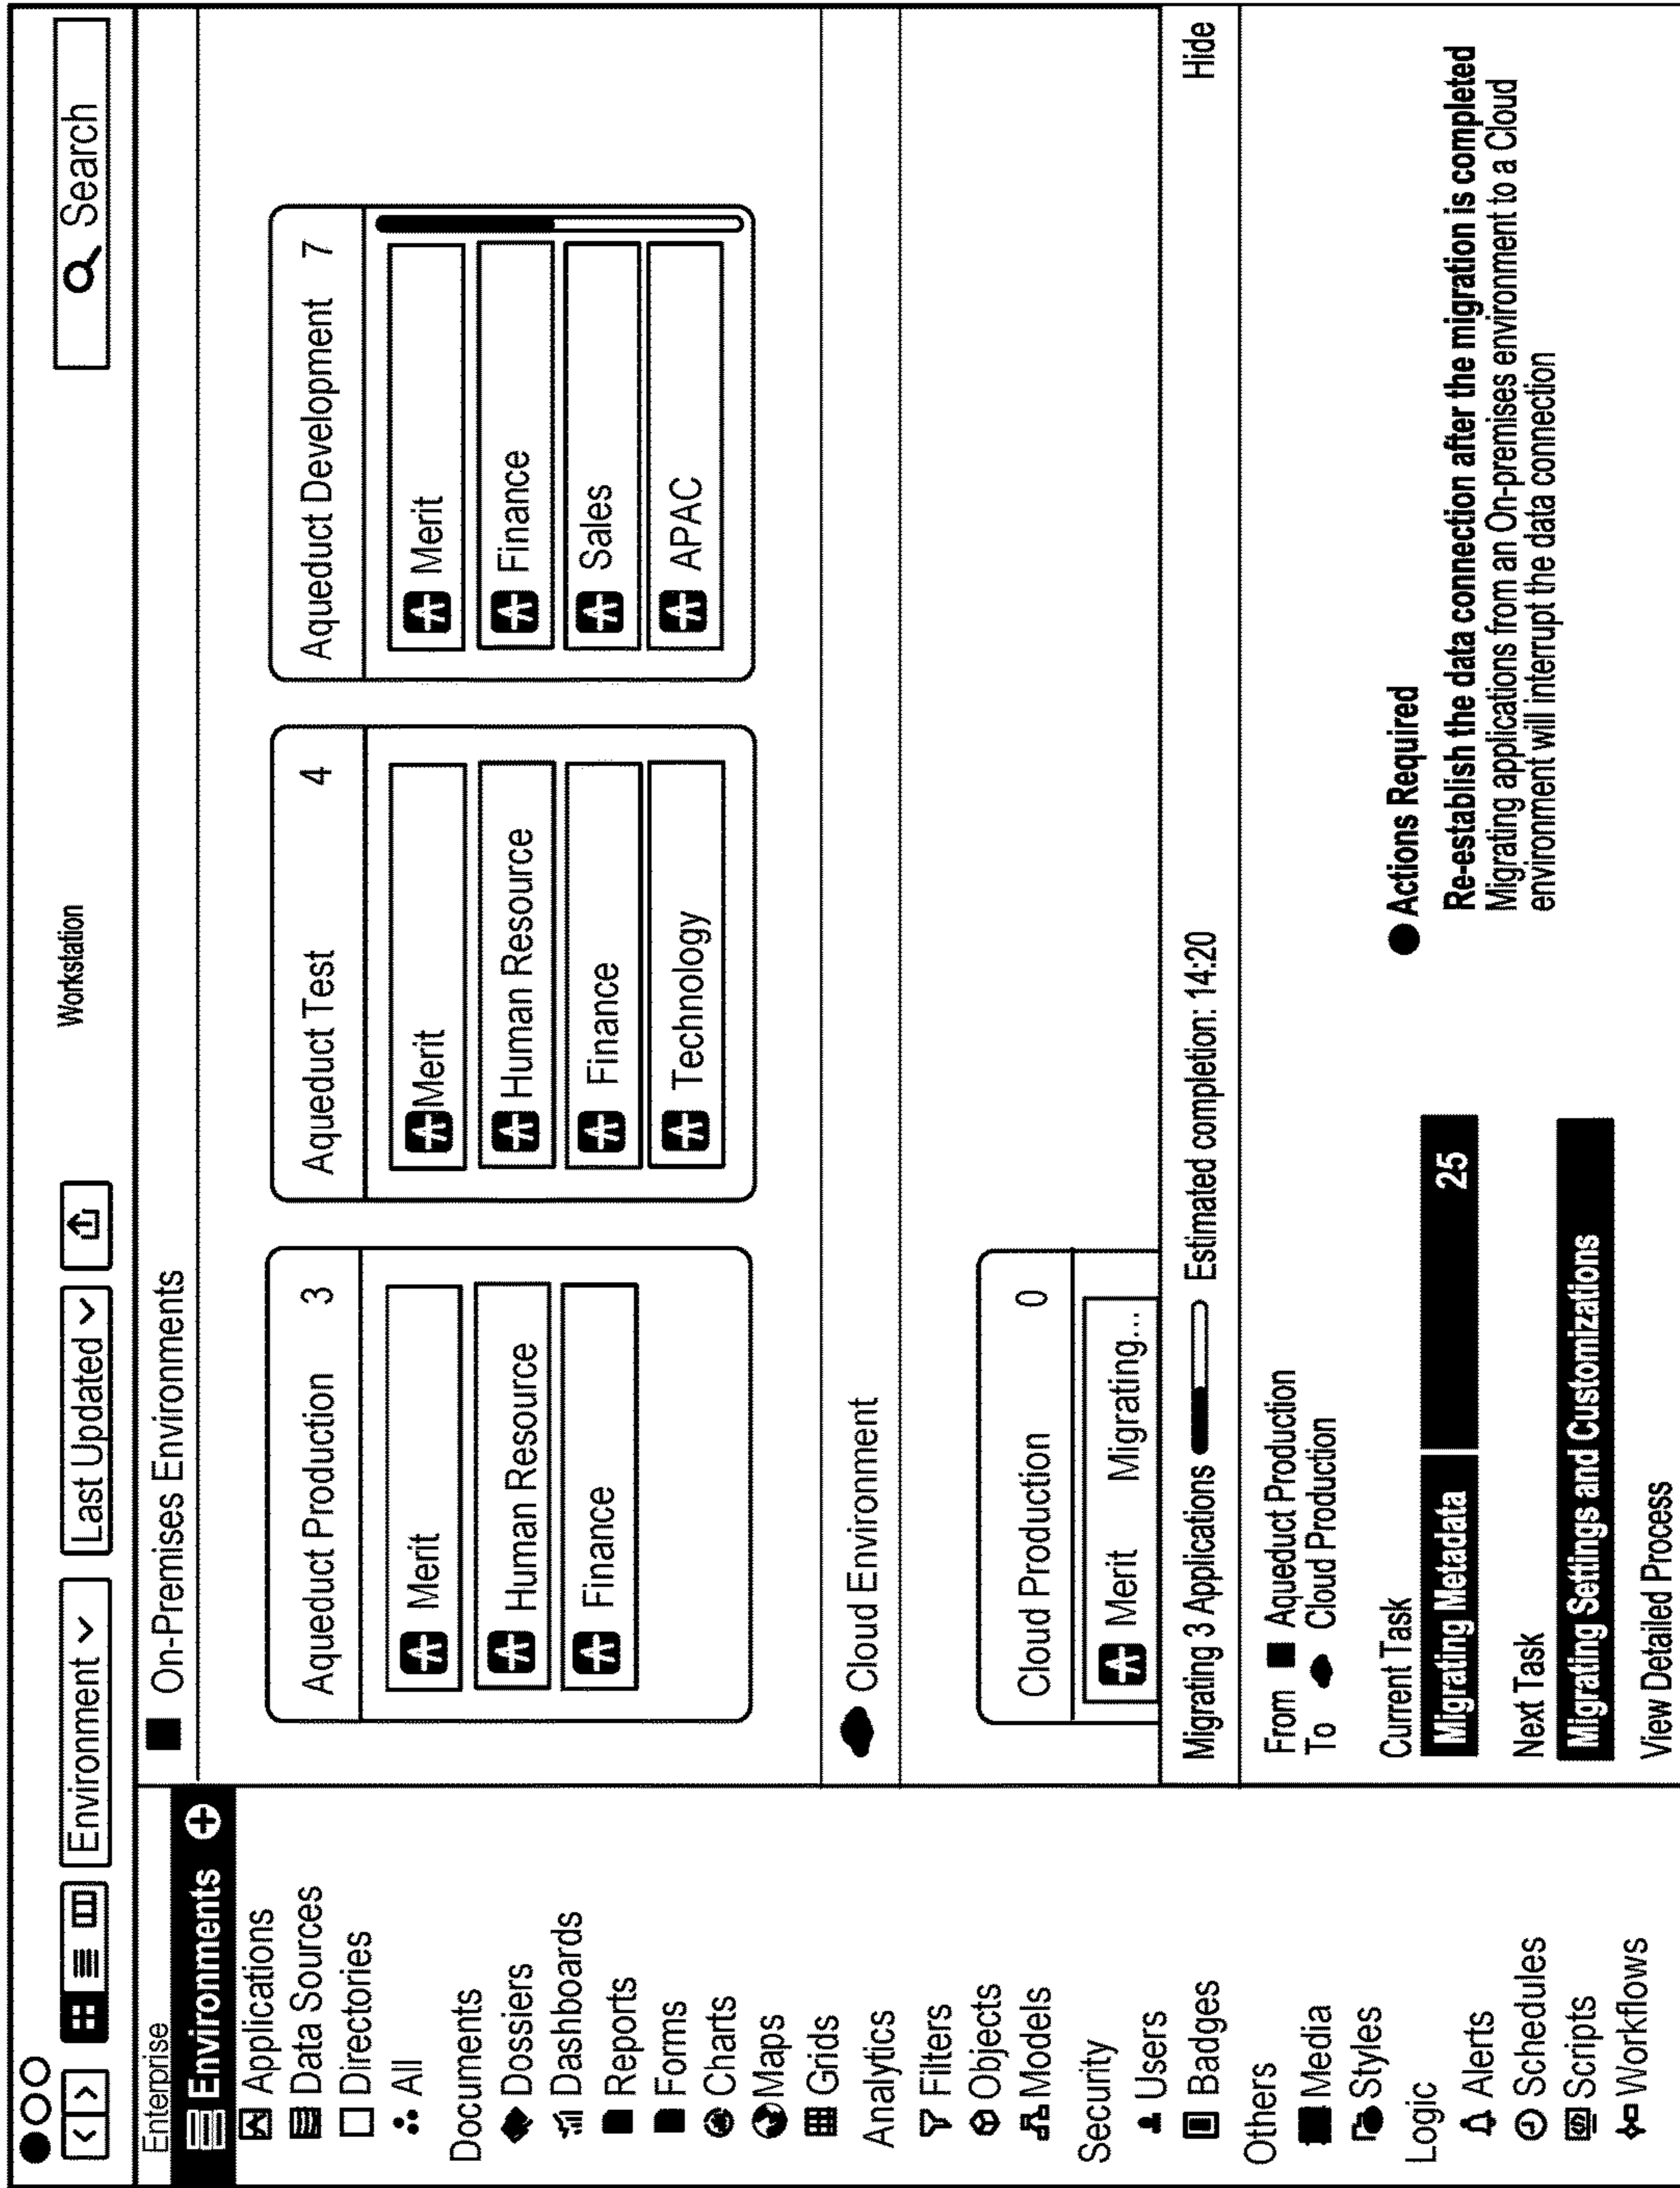 Workstation
Environment
Last Updated
Search
Enterprise
Environments
Applications
Data Sources
Directories
All
Documents
Dossiers
Dashboards
Reports
Forms
Charts
Maps
Grids
Analytics
Filters
Objects
Models
Security
Users
Badges
Others
Media
Styles
Logic
Alerts
Schedules
Scripts
Workflows
On-Premises Environments
Aqueduct Production 3
Merit
Human Resource
Finance
Aqueduct Test 4
Merit
Human Resource
Finance
Technology
Aqueduct Development 7
Merit
Finance
Sales
APAC
Cloud Environment
Cloud Production 0
Merit Migrating...
Migrating 3 Applications Estimated completion: 14:20 Hide
From Aqueduct Production
To Cloud Production
Current Task
Migrating Metadata 25
Next Task
Migrating Settings and Customizations
View Detailed Process
Actions Required
Re-establish the data connection after the migration is completed
Migrating applications from an On-premises environment to a Cloud
environment will interrupt the data connection